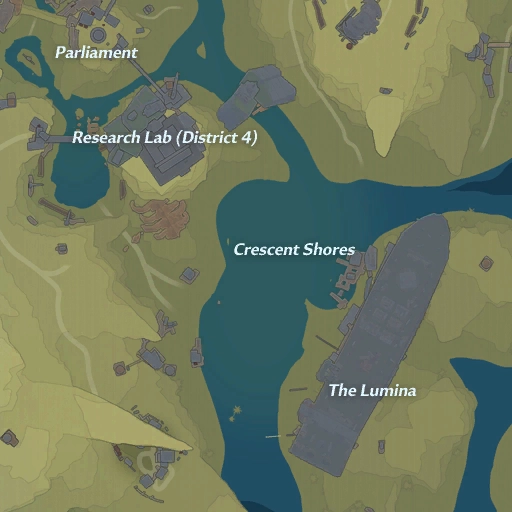 Parliament
Research Lab (District 4)
Crescent Shores
The Lumina